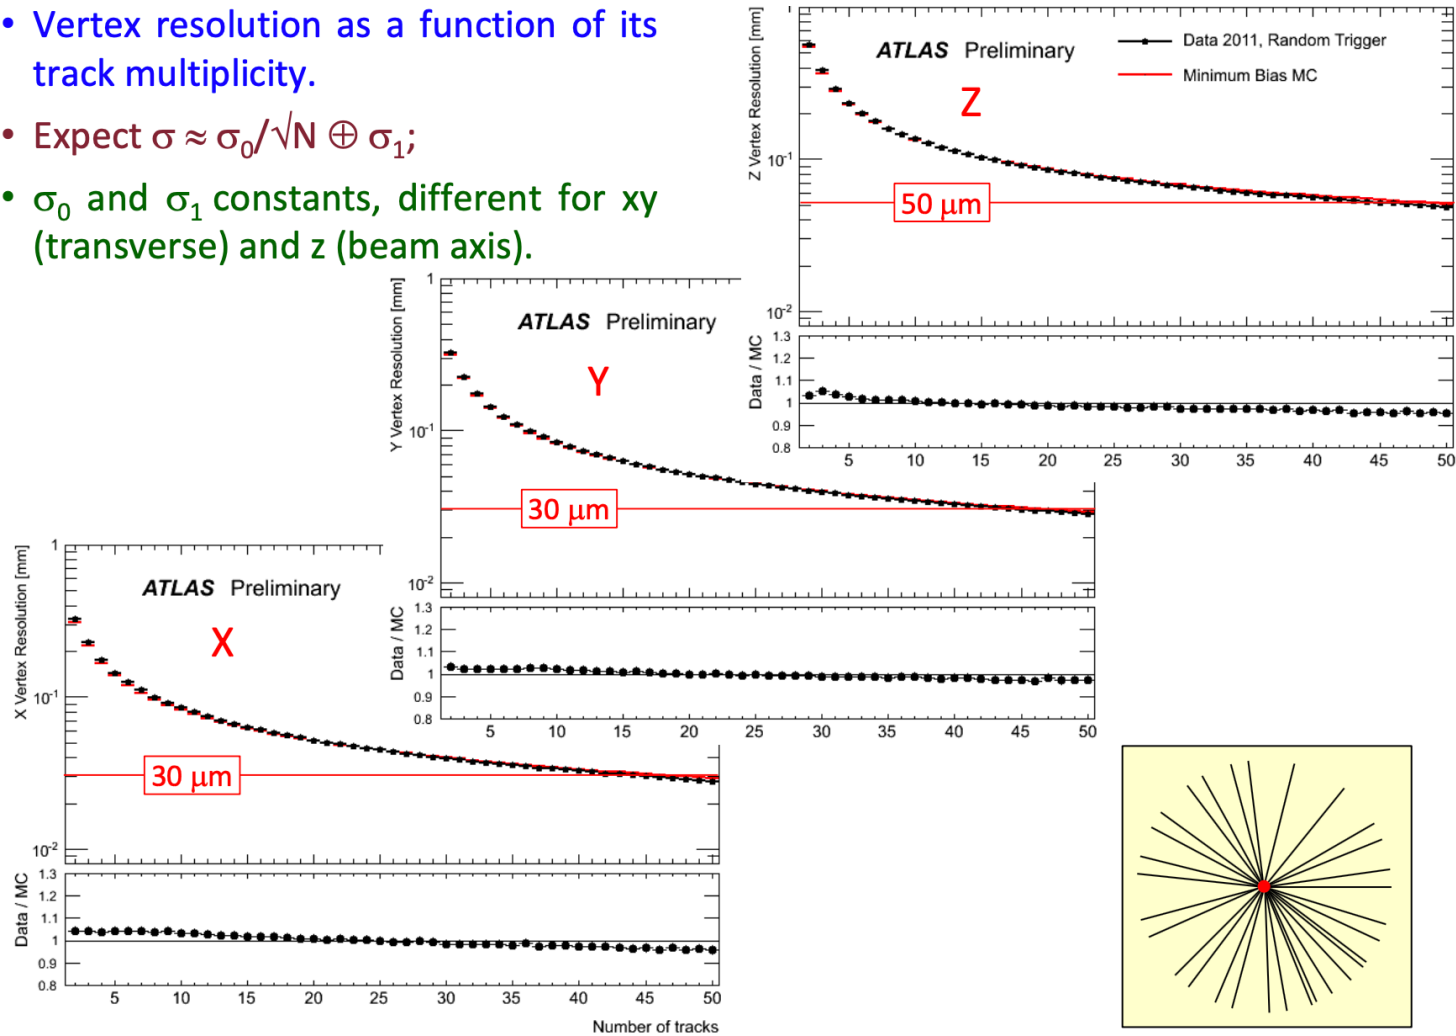 • Vertex resolution as a function of its
track multiplicity.
• Expect σ ≈ σ₀/√N ⊕ σ₁;
• σ₀ and σ₁ constants, different for xy
(transverse) and z (beam axis).
Z Vertex Resolution [mm]
1
10⁻¹
10⁻²
ATLAS Preliminary
Data 2011, Random Trigger
Minimum Bias MC
Z
50 μm
Data / MC
1.3
1.2
1.1
1
0.9
0.8
5 10 15 20 25 30 35 40 45 50
Y Vertex Resolution [mm]
1
10⁻¹
10⁻²
ATLAS Preliminary
Y
30 μm
Data / MC
1.3
1.2
1.1
1
0.9
0.8
5 10 15 20 25 30 35 40 45 50
X Vertex Resolution [mm]
1
10⁻¹
10⁻²
ATLAS Preliminary
X
30 μm
Data / MC
1.3
1.2
1.1
1
0.9
0.8
5 10 15 20 25 30 35 40 45 50
Number of tracks